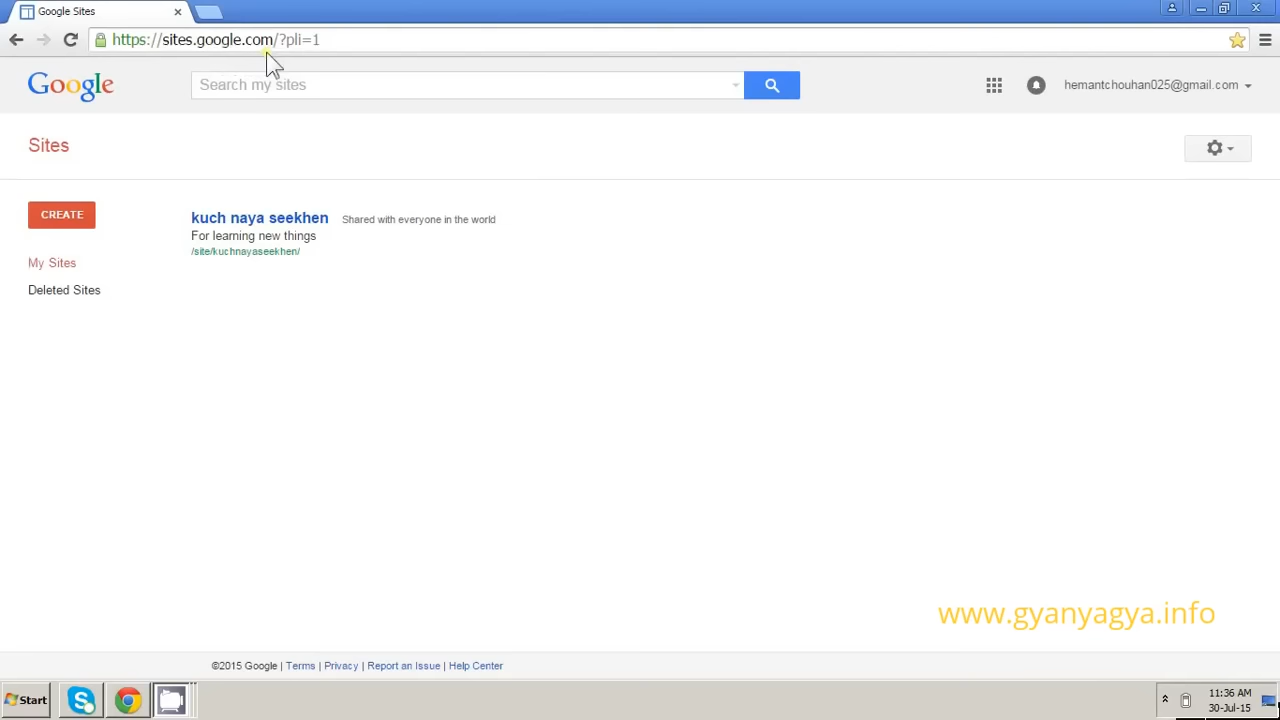 Google Sites
https://sites.google.com/?pli=1
Google
Search my sites
hemantchouhan025@gmail.com
Sites
CREATE
My Sites
Deleted Sites
kuch naya seekhen Shared with everyone in the world
For learning new things
/site/kuchnayaseekhen/
www.gyanyagya.info
©2015 Google | Terms | Privacy | Report an Issue | Help Center
Start
11:36 AM
30-Jul-15